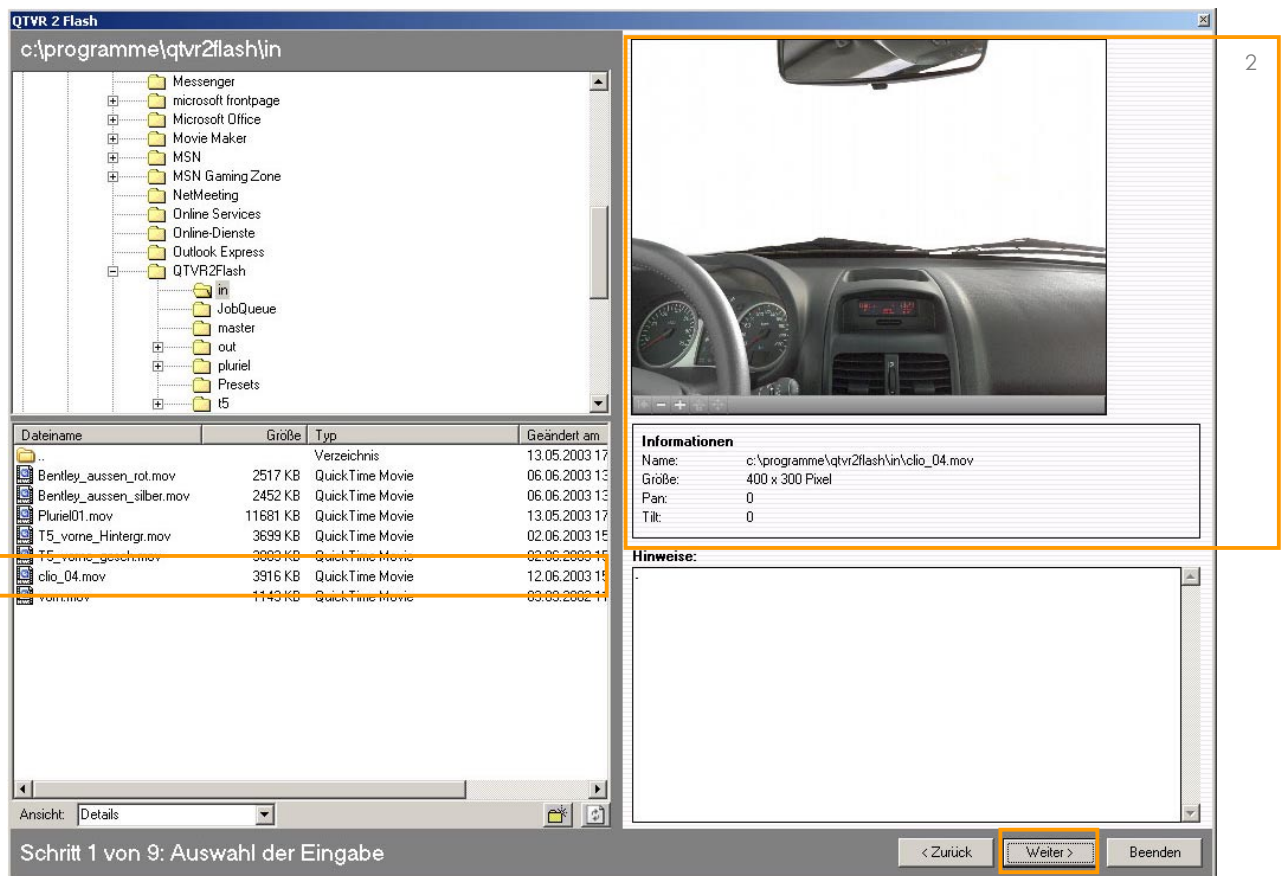 QTVR 2 Flash
c:\programme\qtvr2flash\in
2
Messenger
microsoft frontpage
Microsoft Office
Movie Maker
MSN
MSN Gaming Zone
NetMeeting
Online Services
Online-Dienste
Outlook Express
QTVR2Flash
in
JobQueue
master
out
pluriel
Presets
t5
Dateiname Größe Typ Geändert am
.. Verzeichnis 13.05.2003 17
Bentley_aussen_rot.mov 2517 KB QuickTime Movie 06.06.2003 13
Bentley_aussen_silber.mov 2452 KB QuickTime Movie 06.06.2003 13
Pluriel01.mov 11681 KB QuickTime Movie 13.05.2003 17
T5_vorne_Hintergr.mov 3699 KB QuickTime Movie 02.06.2003 15
QuickTime Movie
clio_04.mov 3916 KB QuickTime Movie 12.06.2003 15
QuickTime Movie
Ansicht: Details
Informationen
Name: c:\programme\qtvr2flash\in\clio_04.mov
Größe: 400 x 300 Pixel
Pan: 0
Tilt: 0
Hinweise:
-
Schritt 1 von 9: Auswahl der Eingabe
< Zurück Weiter > Beenden